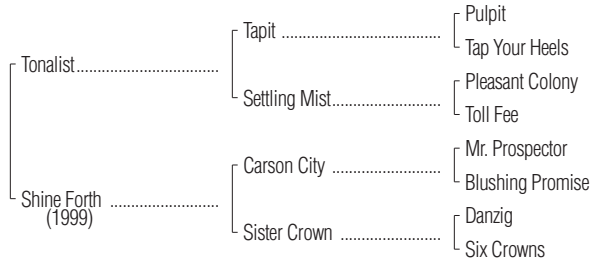 Pulpit
Tapit
Tap Your Heels
Tonalist
Pleasant Colony
Settling Mist
Toll Fee
Mr. Prospector
Carson City
Blushing Promise
Shine Forth
(1999)
Danzig
Sister Crown
Six Crowns